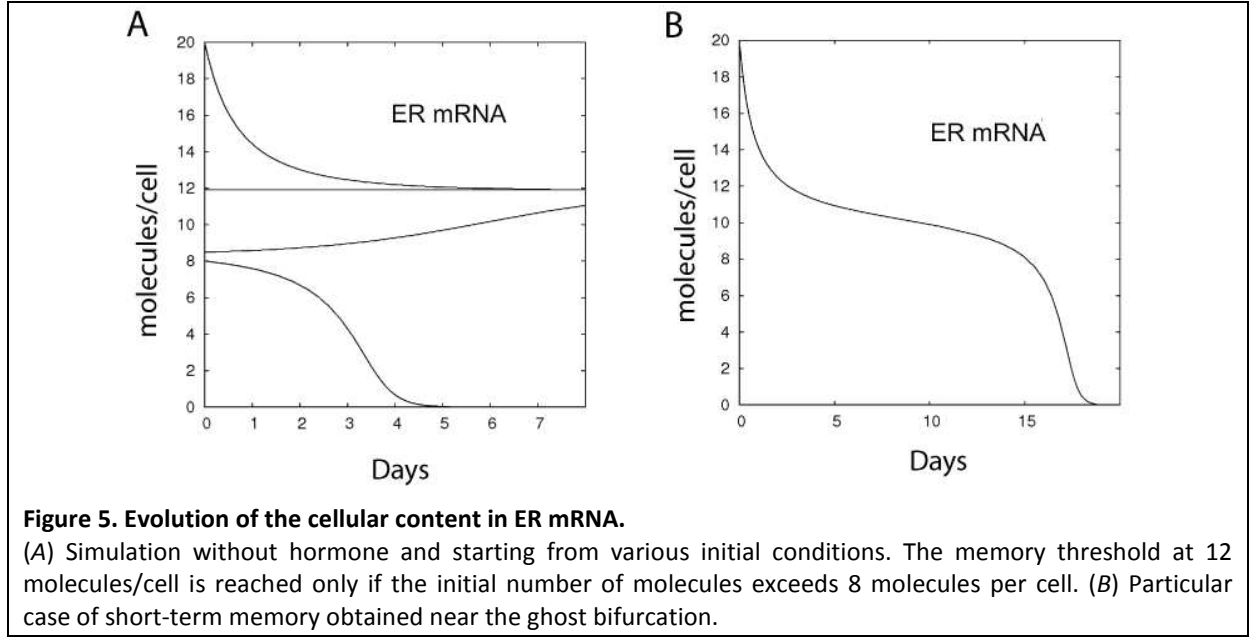 A
B
20
18
16
14
12
10
8
6
4
2
0
ER mRNA
molecules/cell
0 1 2 3 4 5 6 7
Days
20
18
16
14
12
10
8
6
4
2
0
ER mRNA
molecules/cell
0 5 10 15
Days
Figure 5. Evolution of the cellular content in ER mRNA.
(A) Simulation without hormone and starting from various initial conditions. The memory threshold at 12
molecules/cell is reached only if the initial number of molecules exceeds 8 molecules per cell. (B) Particular
case of short-term memory obtained near the ghost bifurcation.